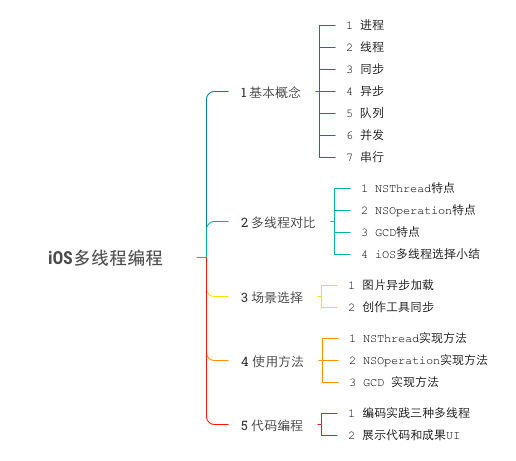 iOS多线程编程
1 基本概念
1 进程
2 线程
3 同步
4 异步
5 队列
6 并发
7 串行
2 多线程对比
1 NSThread特点
2 NSOperation特点
3 GCD特点
4 iOS多线程选择小结
3 场景选择
1 图片异步加载
2 创作工具同步
4 使用方法
1 NSThread实现方法
2 NSOperation实现方法
3 GCD 实现方法
5 代码编程
1 编码实践三种多线程
2 展示代码和成果UI